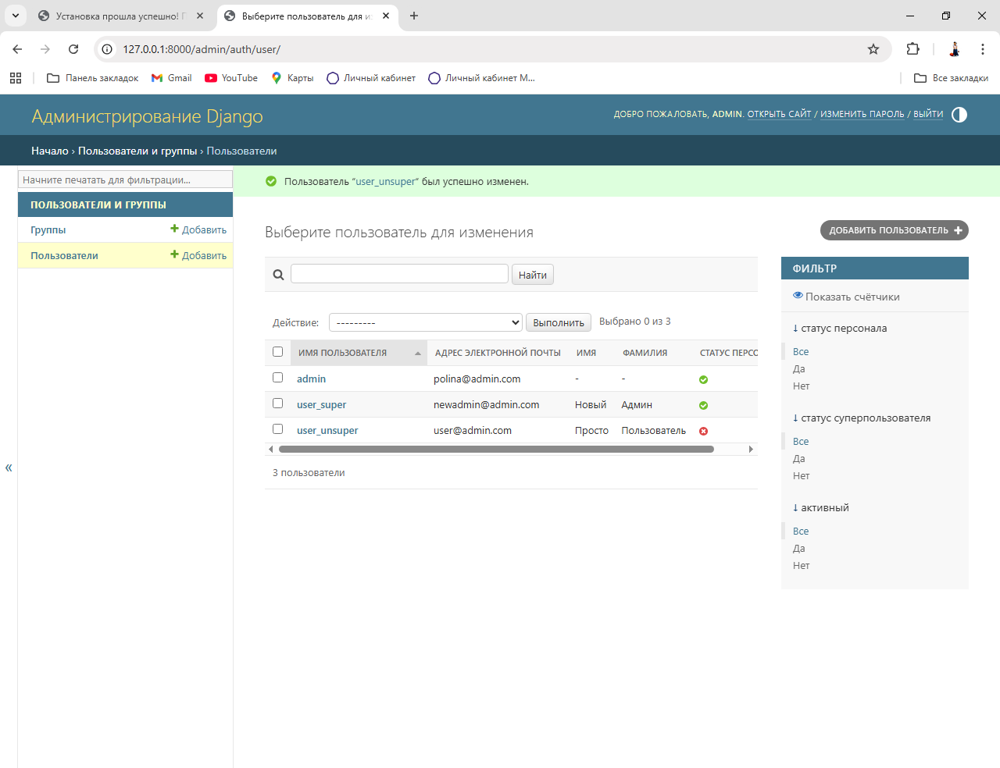 Установка прошла успешно!
Выберите пользователь для из
127.0.0.1:8000/admin/auth/user/
Панель закладок
Gmail
YouTube
Карты
Личный кабинет
Личный кабинет М...
Все закладки
Администрирование Django
ДОБРО ПОЖАЛОВАТЬ, ADMIN. ОТКРЫТЬ САЙТ / ИЗМЕНИТЬ ПАРОЛЬ / ВЫЙТИ
Начало › Пользователи и группы › Пользователи
Начните печатать для фильтрации...
Пользователь “user_unsuper“ был успешно изменен.
ПОЛЬЗОВАТЕЛИ И ГРУППЫ
Группы
Добавить
Пользователи
Добавить
«
Выберите пользователь для изменения
ДОБАВИТЬ ПОЛЬЗОВАТЕЛЬ
Найти
Действие: --------- Выполнить Выбрано 0 из 3
ИМЯ ПОЛЬЗОВАТЕЛЯ АДРЕС ЭЛЕКТРОННОЙ ПОЧТЫ ИМЯ ФАМИЛИЯ СТАТУС ПЕРСО
admin polina@admin.com - -
user_super newadmin@admin.com Новый Админ
user_unsuper user@admin.com Просто Пользователь
3 пользователи
ФИЛЬТР
Показать счётчики
↓ статус персонала
Все
Да
Нет
↓ статус суперпользователя
Все
Да
Нет
↓ активный
Все
Да
Нет